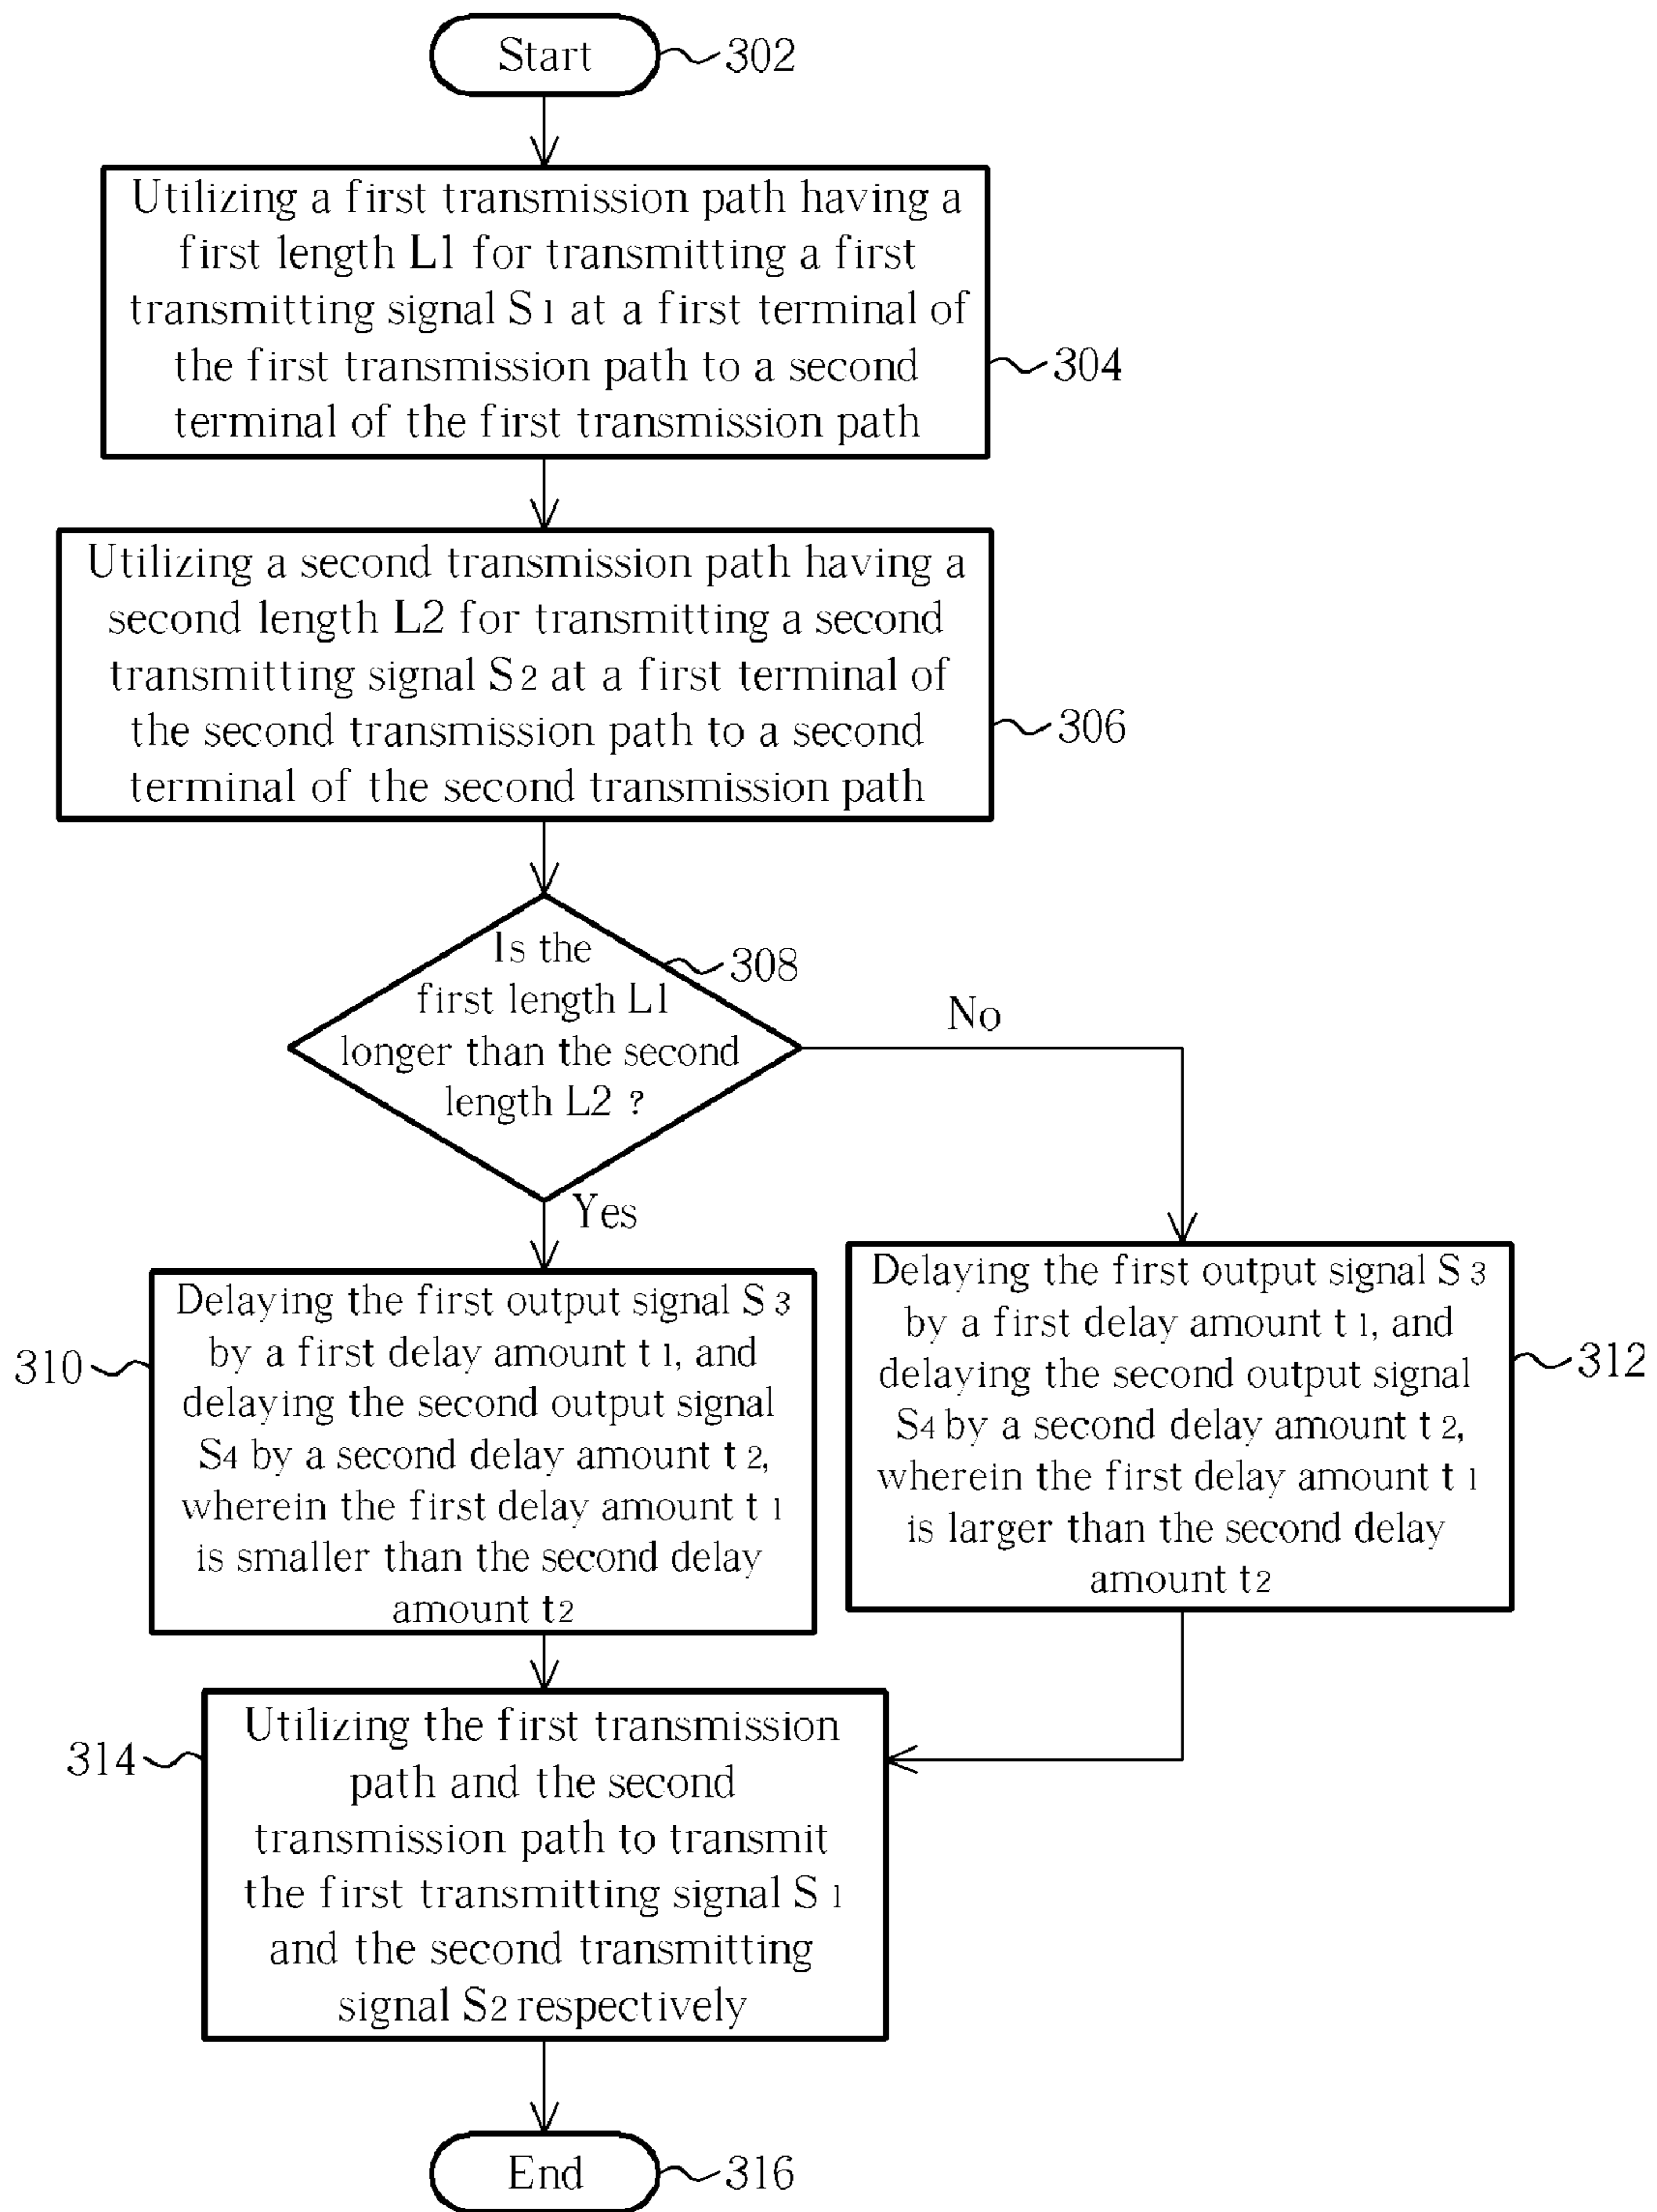 Start
302
Utilizing a first transmission path having a
first length L1 for transmitting a first
transmitting signal S1 at a first terminal of
the first transmission path to a second
terminal of the first transmission path
304
Utilizing a second transmission path having a
second length L2 for transmitting a second
transmitting signal S2 at a first terminal of
the second transmission path to a second
terminal of the second transmission path
306
Is the
first length L1
longer than the second
length L2 ?
308
No
Yes
Delaying the first output signal S3
by a first delay amount t1, and
delaying the second output signal
S4 by a second delay amount t2,
wherein the first delay amount t1
is smaller than the second delay
amount t2
310
Delaying the first output signal S3
by a first delay amount t1, and
delaying the second output signal
S4 by a second delay amount t2,
wherein the first delay amount t1
is larger than the second delay
amount t2
312
Utilizing the first transmission
path and the second
transmission path to transmit
the first transmitting signal S1
and the second transmitting
signal S2 respectively
314
End
316